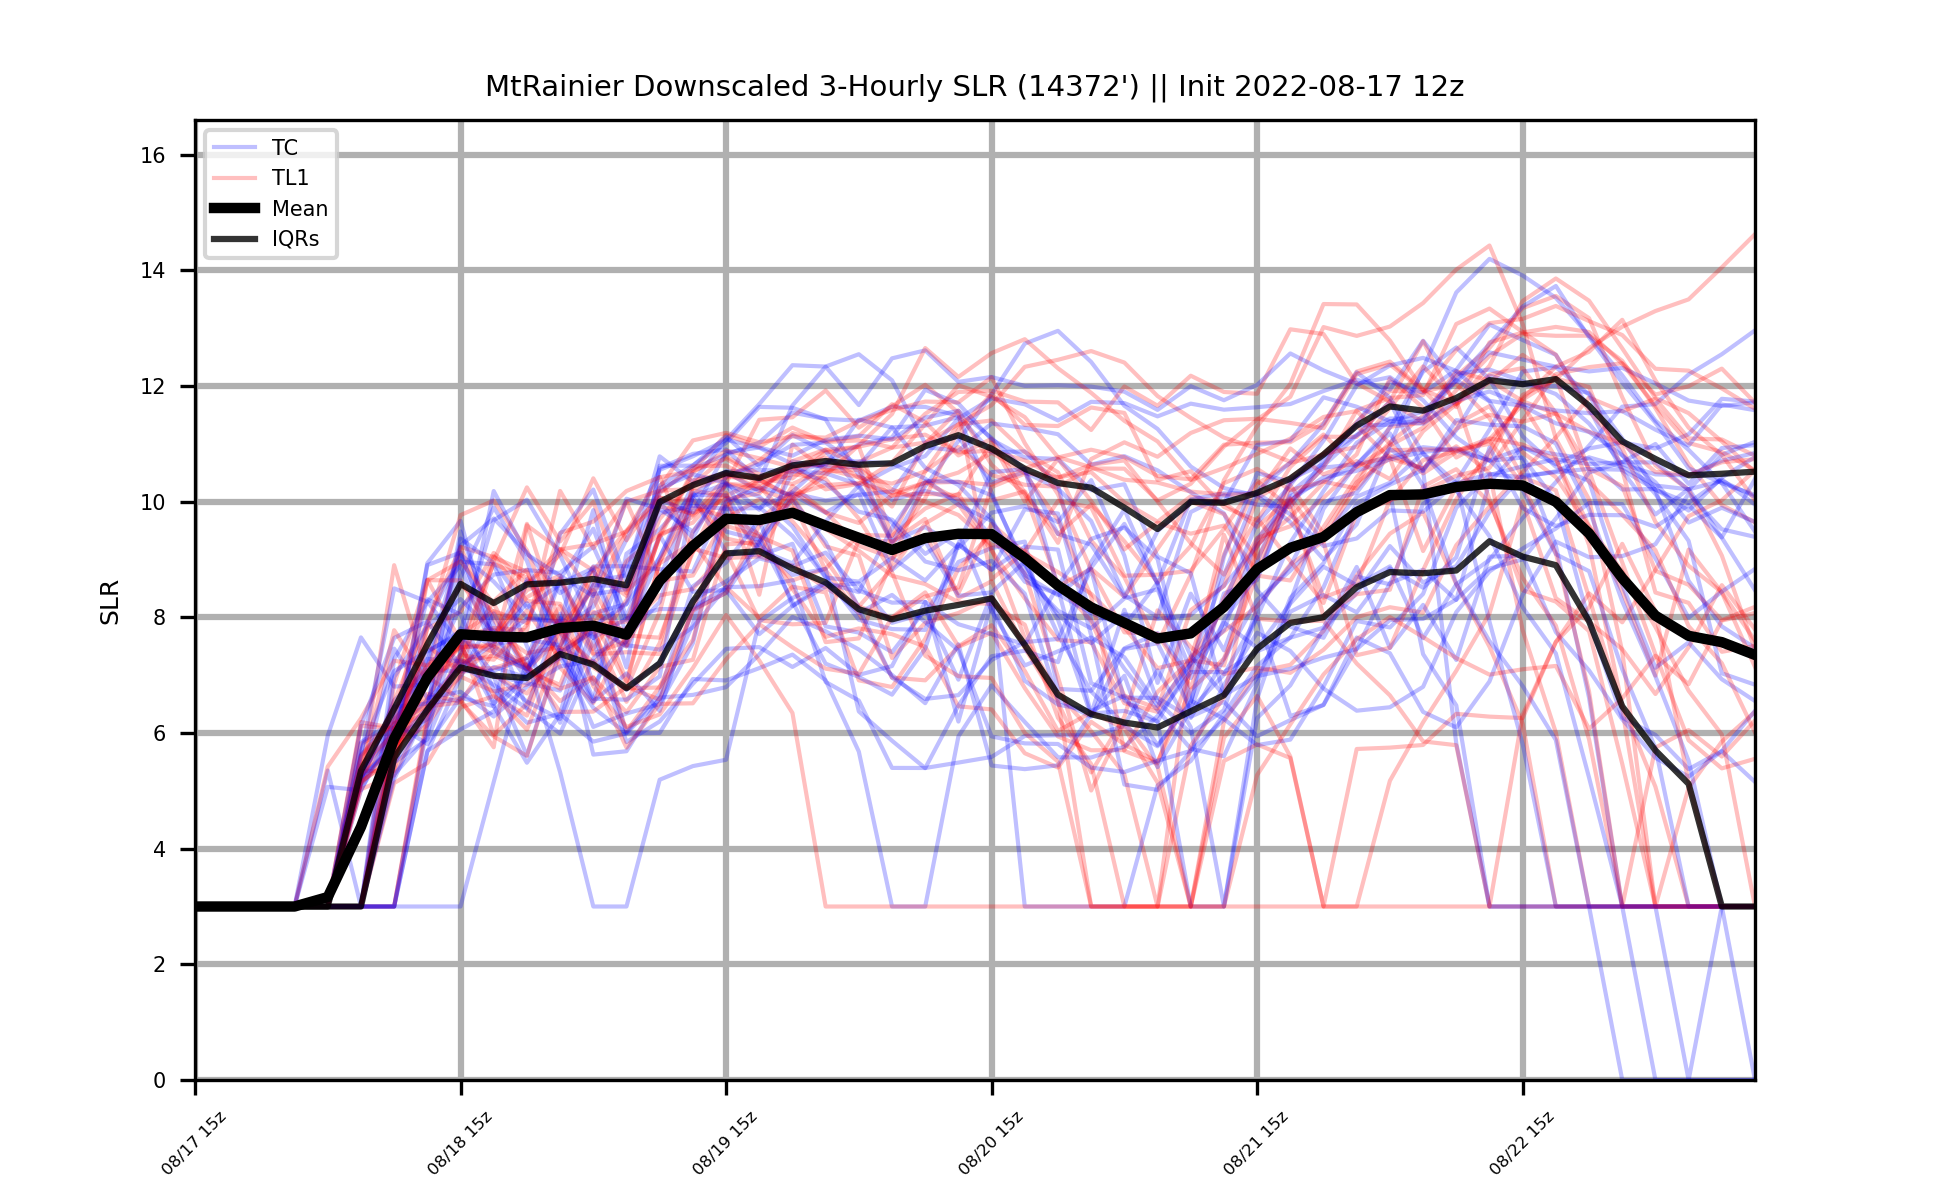 MtRainier Downscaled 3-Hourly SLR (14372') || Init 2022-08-17 12z
TC
TL1
Mean
IQRs
SLR
16
14
12
10
8
6
4
2
0
08/17 15z
08/18 15z
08/19 15z
08/20 15z
08/21 15z
08/22 15z